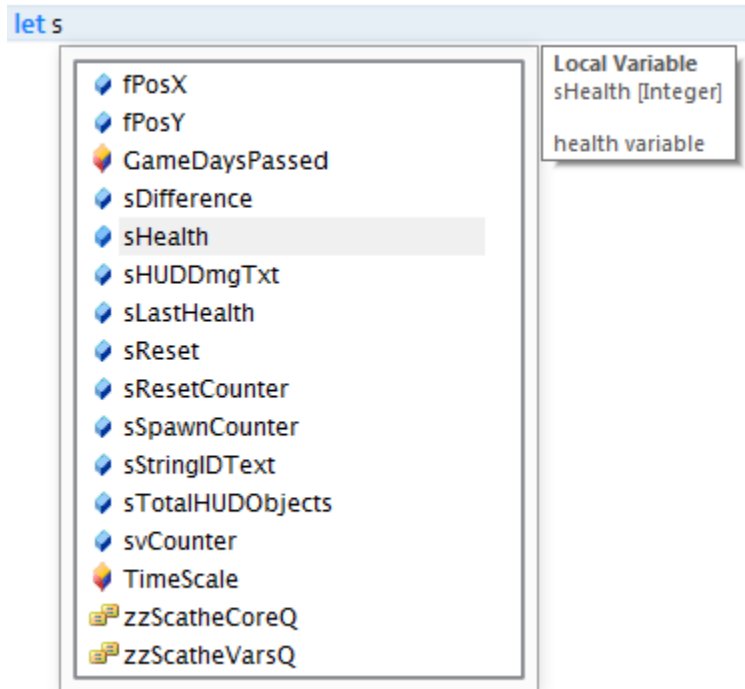 let s
fPosX
fPosY
GameDaysPassed
sDifference
sHealth
sHUDDmgTxt
sLastHealth
sReset
sResetCounter
sSpawnCounter
sStringIDText
sTotalHUDObjects
svCounter
TimeScale
zzScatheCoreQ
zzScatheVarsQ
Local Variable
sHealth [Integer]
health variable